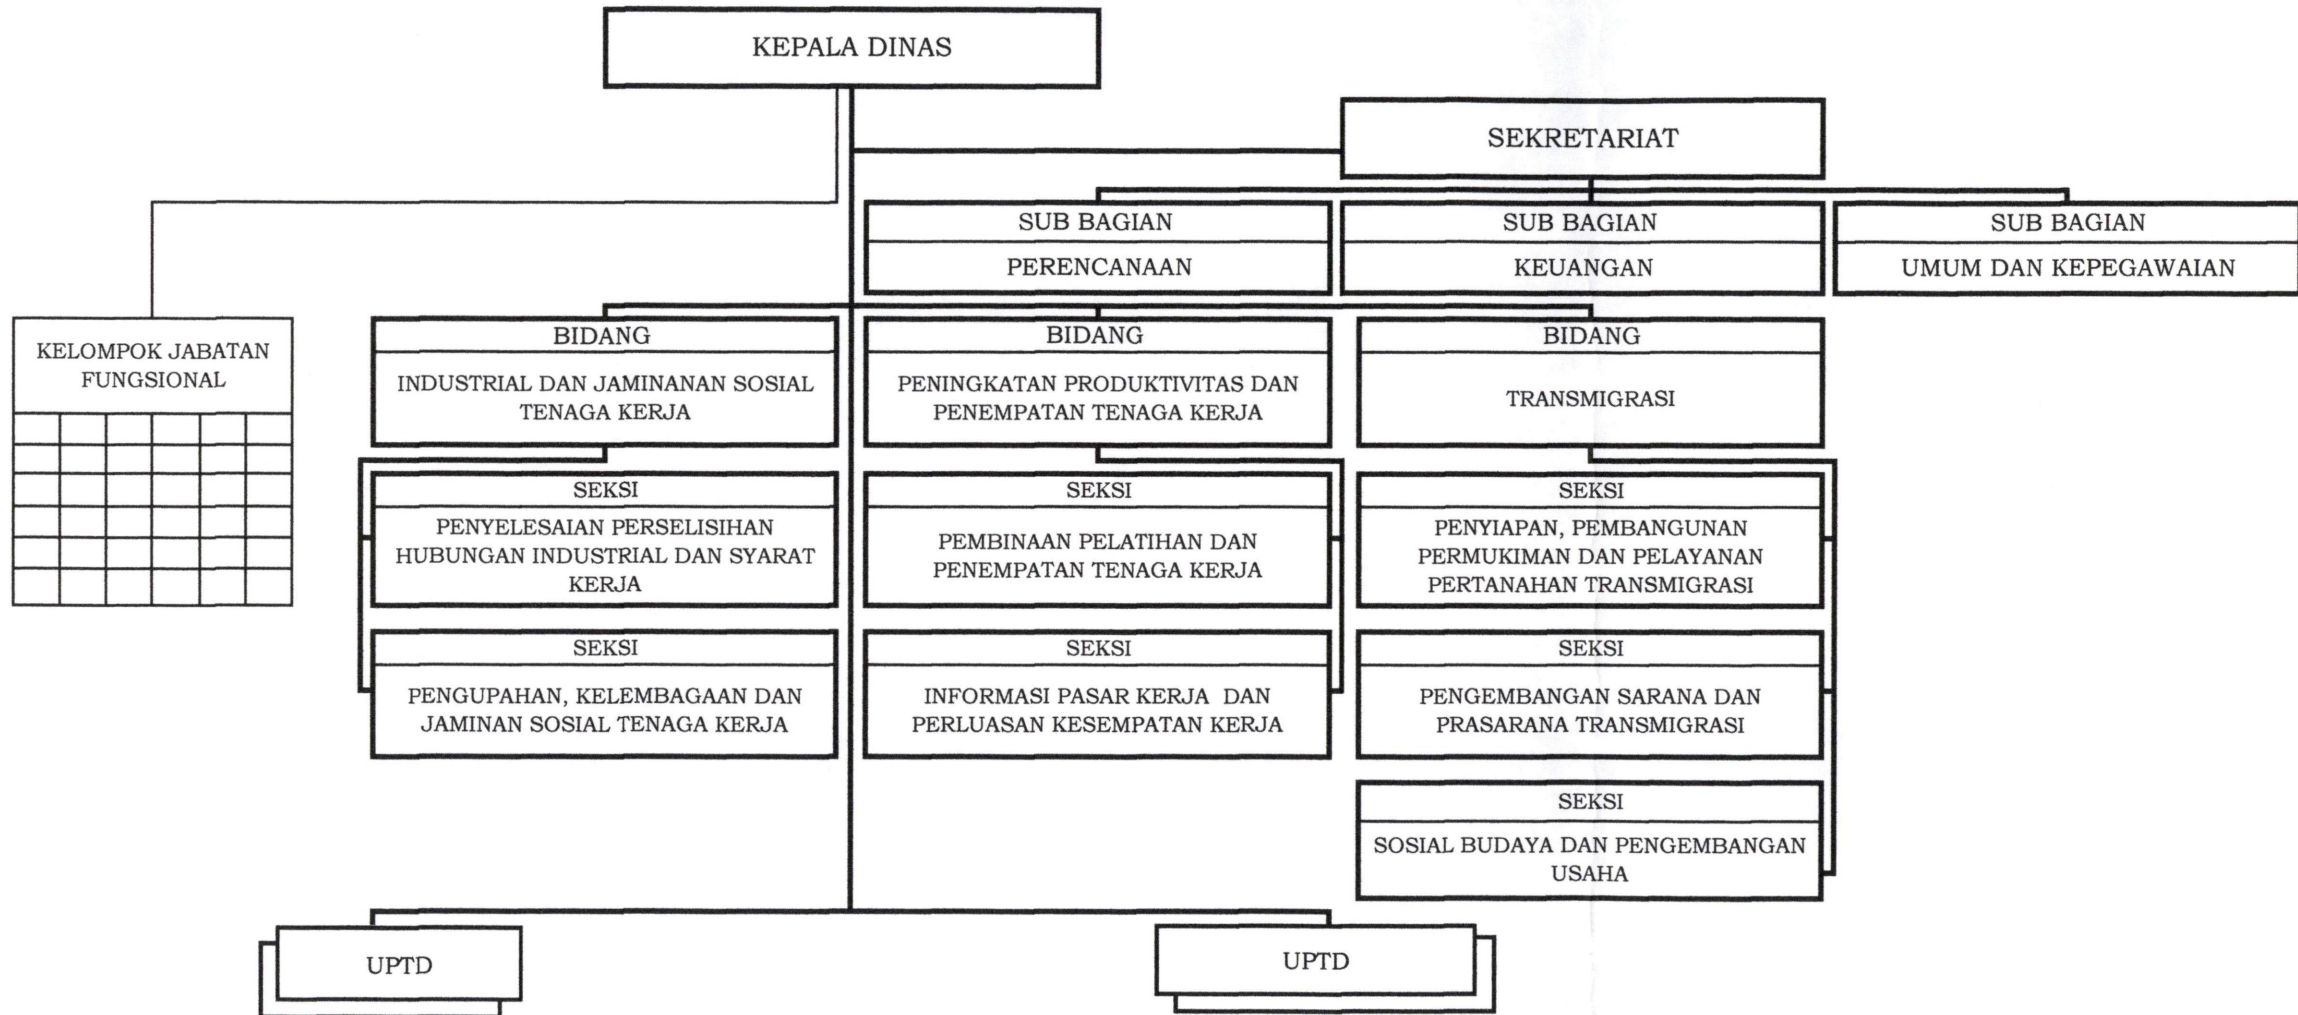 KEPALA DINAS
SEKRETARIAT
SUB BAGIAN
PERENCANAAN
SUB BAGIAN
KEUANGAN
SUB BAGIAN
UMUM DAN KEPEGAWAIAN
KELOMPOK JABATAN
FUNGSIONAL
BIDANG
INDUSTRIAL DAN JAMINANAN SOSIAL
TENAGA KERJA
BIDANG
PENINGKATAN PRODUKTIVITAS DAN
PENEMPATAN TENAGA KERJA
BIDANG
TRANSMIGRASI
SEKSI
PENYELESAIAN PERSELISIHAN
HUBUNGAN INDUSTRIAL DAN SYARAT
KERJA
SEKSI
PEMBINAAN PELATIHAN DAN
PENEMPATAN TENAGA KERJA
SEKSI
PENYIAPAN, PEMBANGUNAN
PERMUKIMAN DAN PELAYANAN
PERTANAHAN TRANSMIGRASI
SEKSI
PENGUPAHAN, KELEMBAGAAN DAN
JAMINAN SOSIAL TENAGA KERJA
SEKSI
INFORMASI PASAR KERJA DAN
PERLUASAN KESEMPATAN KERJA
SEKSI
PENGEMBANGAN SARANA DAN
PRASARANA TRANSMIGRASI
SEKSI
SOSIAL BUDAYA DAN PENGEMBANGAN
USAHA
UPTD
UPTD